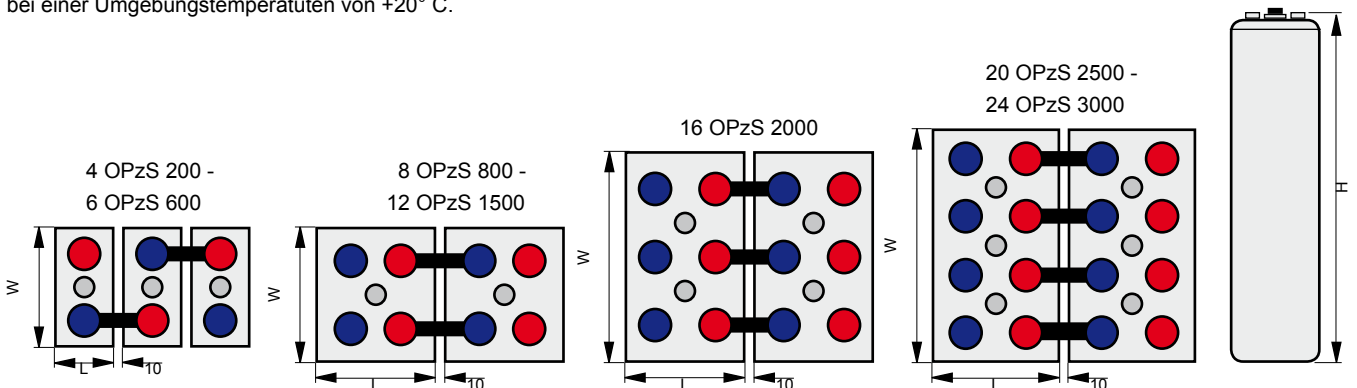 bei einer Umgebungstemperatuten von +20° C.
20 OPzS 2500 -
24 OPzS 3000
16 OPzS 2000
4 OPzS 200 -
6 OPzS 600
8 OPzS 800 -
12 OPzS 1500
W
W
W
W
H
L
10
L
10
L
10
L
10